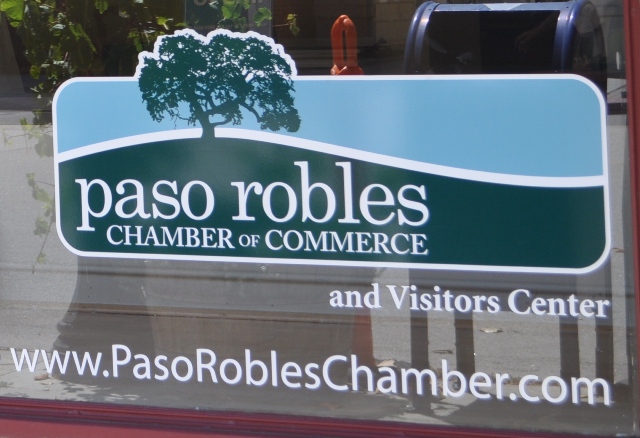 paso robles
CHAMBER OF COMMERCE
and Visitors Center
www.PasoRoblesChamber.com